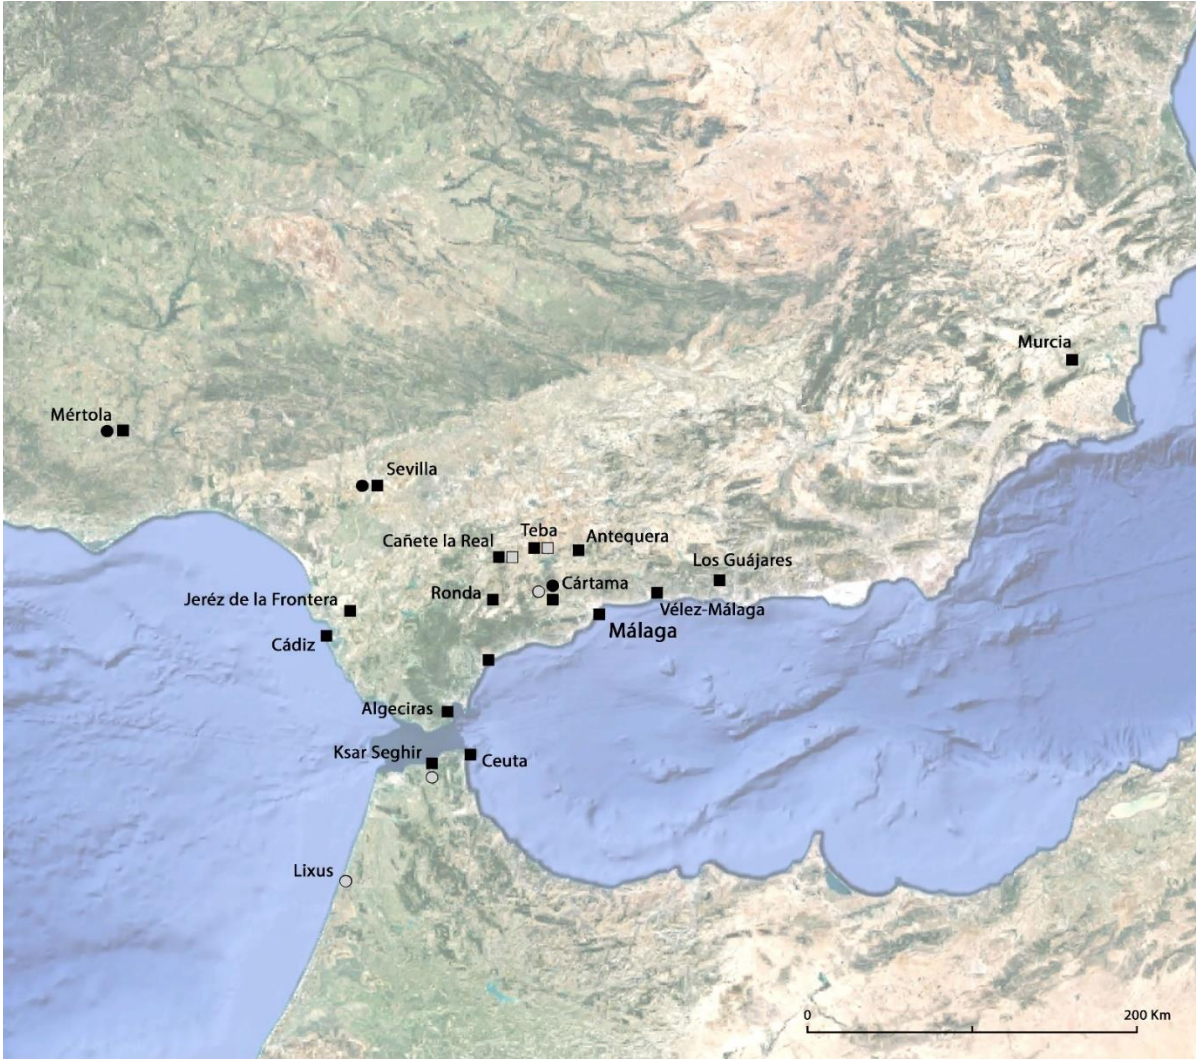 Murcia
Mértola
Sevilla
Teba
Cañete la Real
Antequera
Los Guájares
Cártama
Ronda
Jeréz de la Frontera
Vélez-Málaga
Málaga
Cádiz
Algeciras
Ksar Seghir
Ceuta
Lixus
0
200 Km